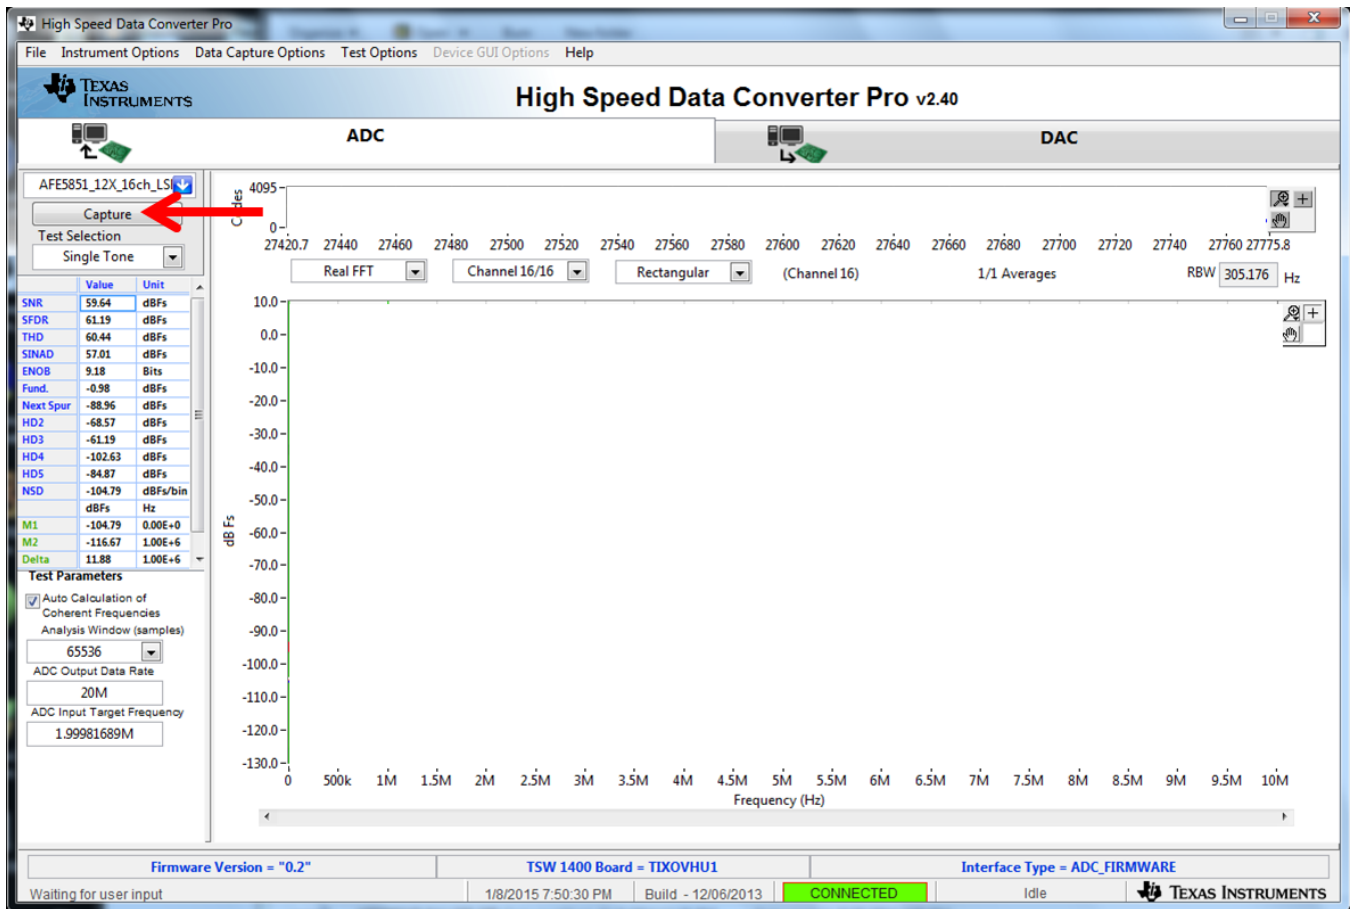 High Speed Data Converter Pro
File Instrument Options Data Capture Options Test Options Device GUI Options Help
TEXAS INSTRUMENTS
High Speed Data Converter Pro v2.40
ADC DAC
AFE5851_12X_16ch_LS
Capture
Test Selection
Single Tone
Codes
4095
0
27420.7 27440 27460 27480 27500 27520 27540 27560 27580 27600 27620 27640 27660 27680 27700 27720 27740 27760 27775.8
Real FFT Channel 16/16 Rectangular (Channel 16) 1/1 Averages RBW 305.176 Hz
Value Unit
SNR 59.64 dBFs
SFDR 61.19 dBFs
THD 60.44 dBFs
SINAD 57.01 dBFs
ENOB 9.18 Bits
Fund. -0.98 dBFs
Next Spur -88.96 dBFs
HD2 -68.57 dBFs
HD3 -61.19 dBFs
HD4 -102.63 dBFs
HD5 -84.87 dBFs
NSD -104.79 dBFs/bin
dBFs Hz
M1 -104.79 0.00E+0
M2 -116.67 1.00E+6
Delta 11.88 1.00E+6
Test Parameters
Auto Calculation of
Coherent Frequencies
Analysis Window (samples)
65536
ADC Output Data Rate
20M
ADC Input Target Frequency
1.99981689M
dB Fs
10.0
0.0
-10.0
-20.0
-30.0
-40.0
-50.0
-60.0
-70.0
-80.0
-90.0
-100.0
-110.0
-120.0
-130.0
0 500k 1M 1.5M 2M 2.5M 3M 3.5M 4M 4.5M 5M 5.5M 6M 6.5M 7M 7.5M 8M 8.5M 9M 9.5M 10M
Frequency (Hz)
Firmware Version = "0.2" TSW 1400 Board = TIXOVHU1 Interface Type = ADC_FIRMWARE
Waiting for user input 1/8/2015 7:50:30 PM Build - 12/06/2013 CONNECTED Idle TEXAS INSTRUMENTS